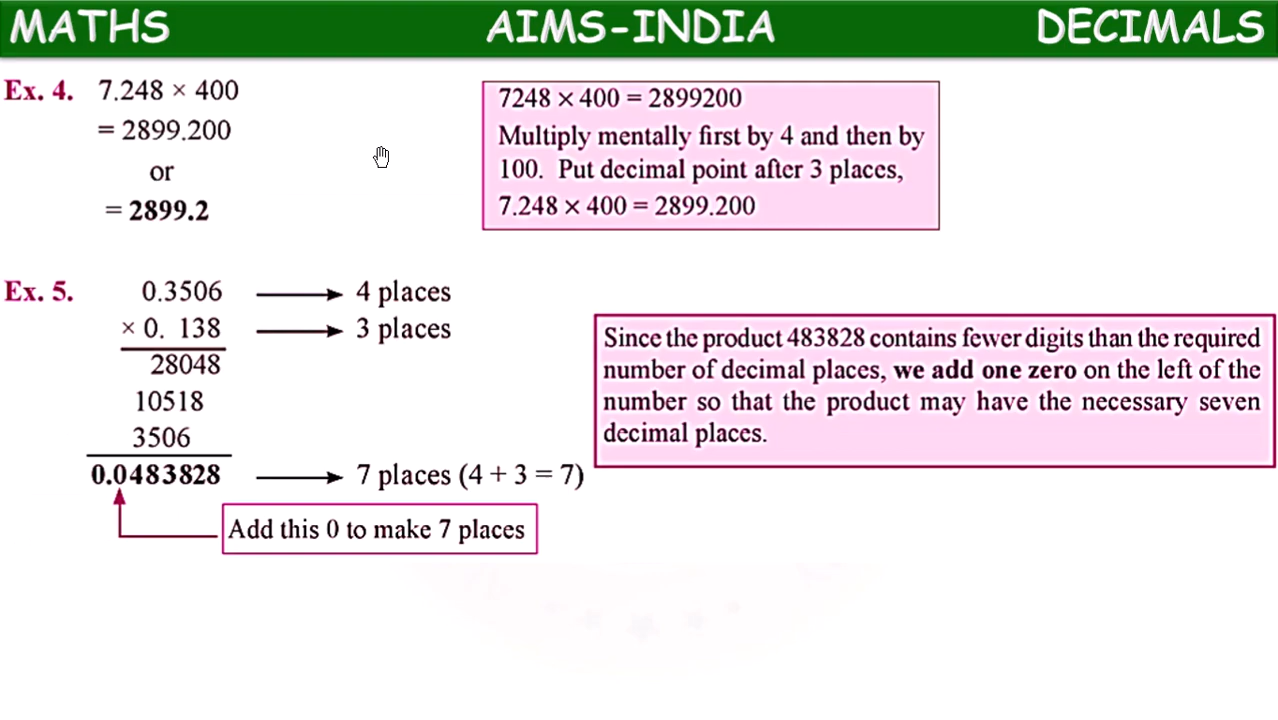 MATHS AIMS-INDIA DECIMALS
Ex. 4. 7.248 × 400
= 2899.200
or
= 2899.2
7248 × 400 = 2899200
Multiply mentally first by 4 and then by
100. Put decimal point after 3 places,
7.248 × 400 = 2899.200
Ex. 5. 0.3506 → 4 places
× 0. 138 → 3 places
28048
10518
3506
0.0483828 → 7 places (4 + 3 = 7)
Add this 0 to make 7 places
Since the product 483828 contains fewer digits than the required
number of decimal places, we add one zero on the left of the
number so that the product may have the necessary seven
decimal places.